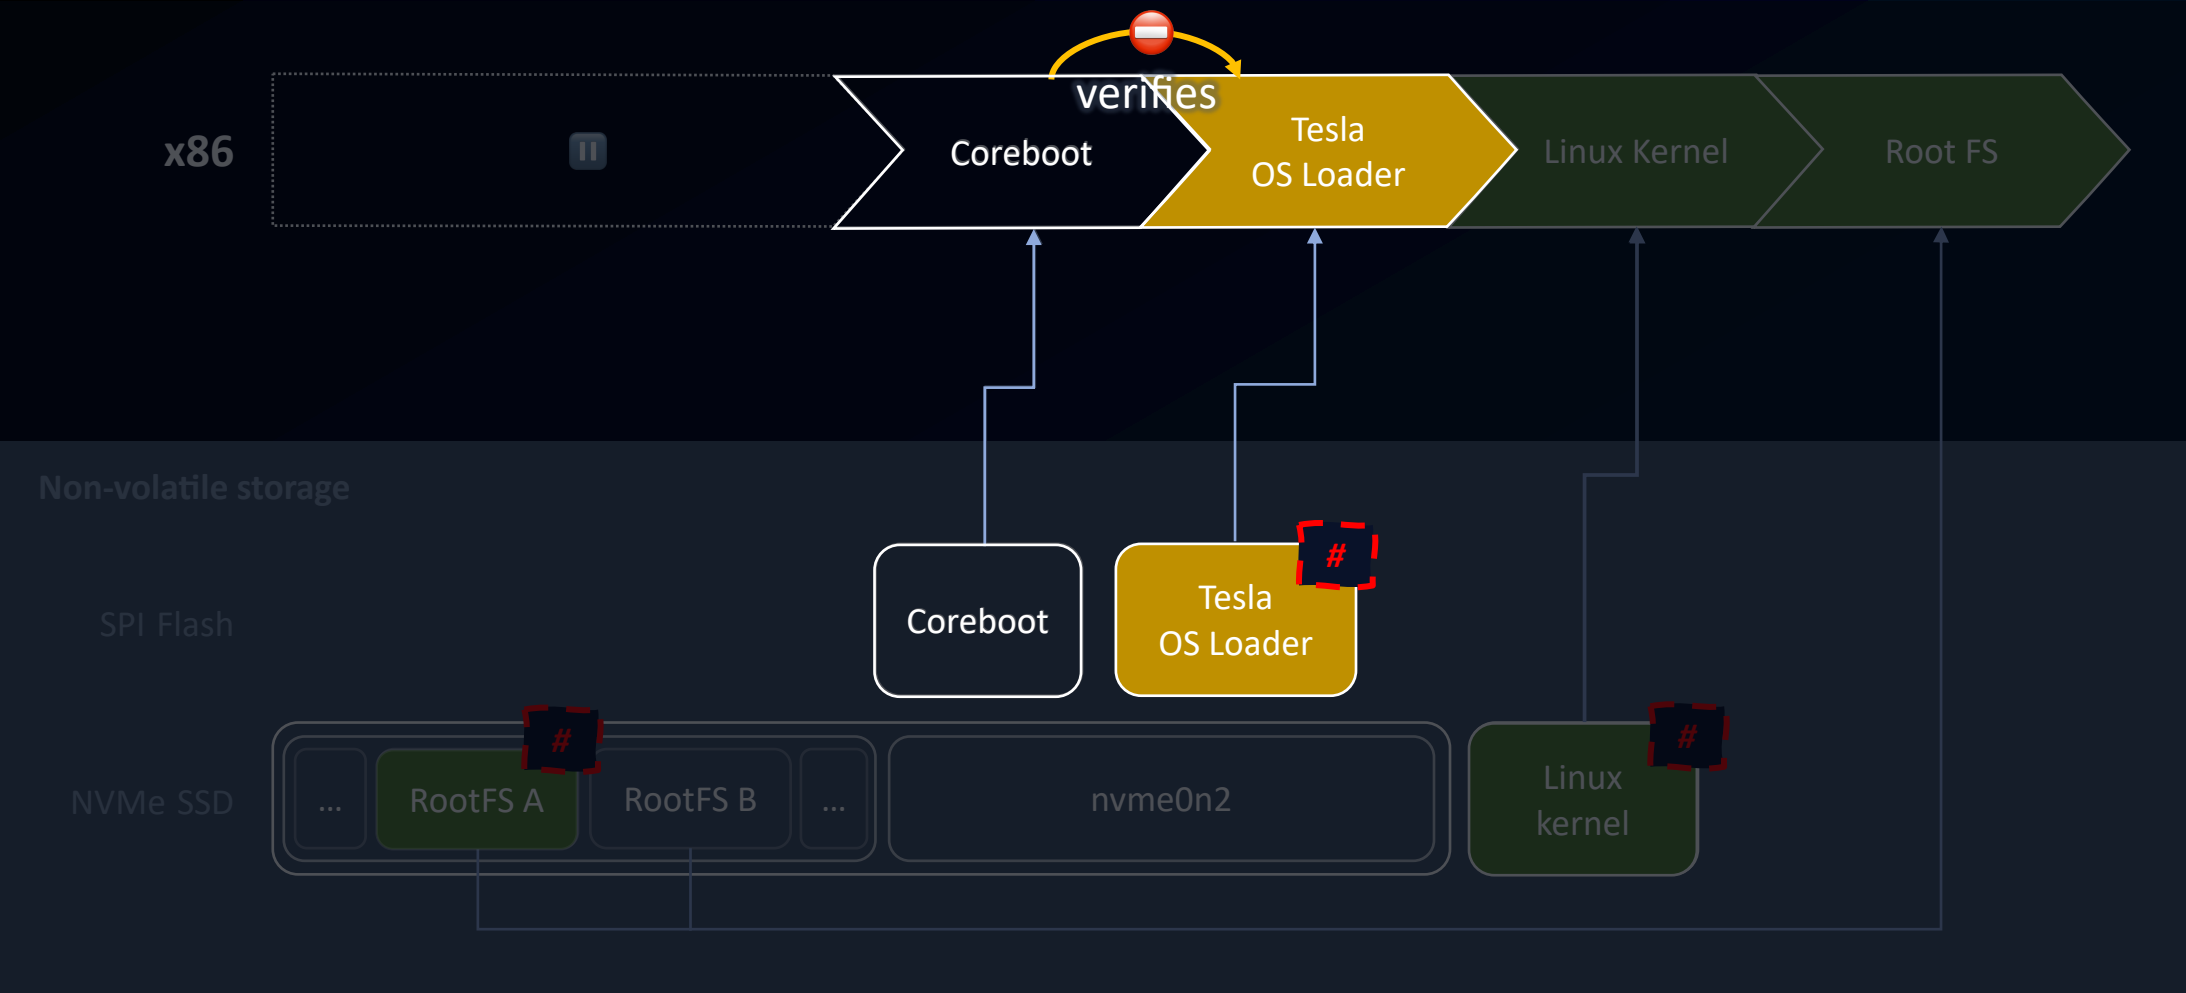 verifies
x86
Coreboot
Tesla
OS Loader
Linux Kernel
Root FS
Non-volatile storage
#
SPI Flash
Coreboot
Tesla
OS Loader
#
#
NVMe SSD
...
RootFS A
RootFS B
...
nvme0n2
Linux
kernel